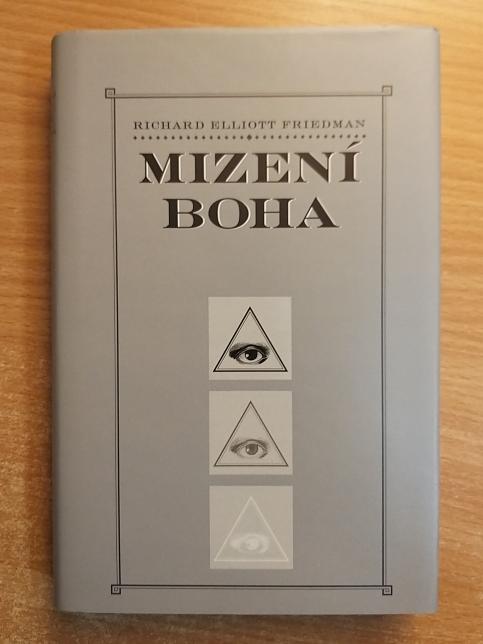 RICHARD ELLIOTT FRIEDMAN
MIZENÍ
BOHA